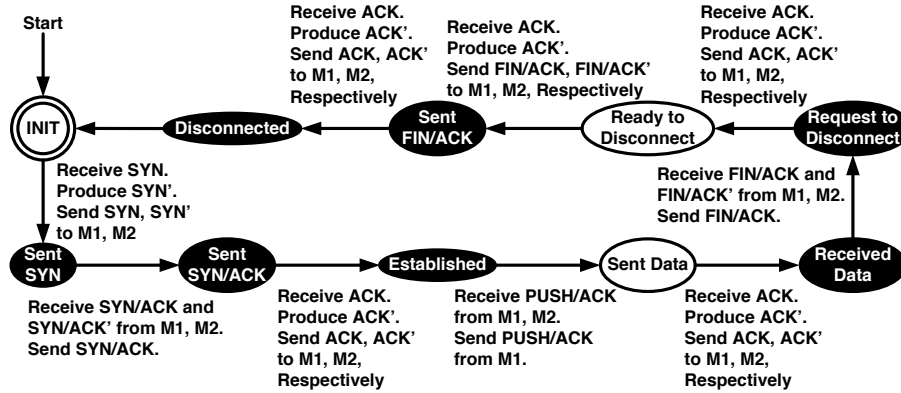 Start
Receive ACK.
Produce ACK'.
Send ACK, ACK'
to M1, M2,
Respectively
Receive ACK.
Produce ACK'.
Send FIN/ACK, FIN/ACK'
to M1, M2, Respectively
Receive ACK.
Produce ACK'.
Send ACK, ACK'
to M1, M2,
Respectively
INIT
Disconnected
Sent
FIN/ACK
Ready to
Disconnect
Request to
Disconnect
Receive SYN.
Produce SYN'.
Send SYN, SYN'
to M1, M2
Receive FIN/ACK and
FIN/ACK' from M1, M2.
Send FIN/ACK.
Sent
SYN
Sent
SYN/ACK
Established
Sent Data
Received
Data
Receive SYN/ACK and
SYN/ACK' from M1, M2.
Send SYN/ACK.
Receive ACK.
Produce ACK'.
Send ACK, ACK'
to M1, M2,
Respectively
Receive PUSH/ACK
from M1, M2.
Send PUSH/ACK
from M1.
Receive ACK.
Produce ACK'.
Send ACK, ACK'
to M1, M2,
Respectively